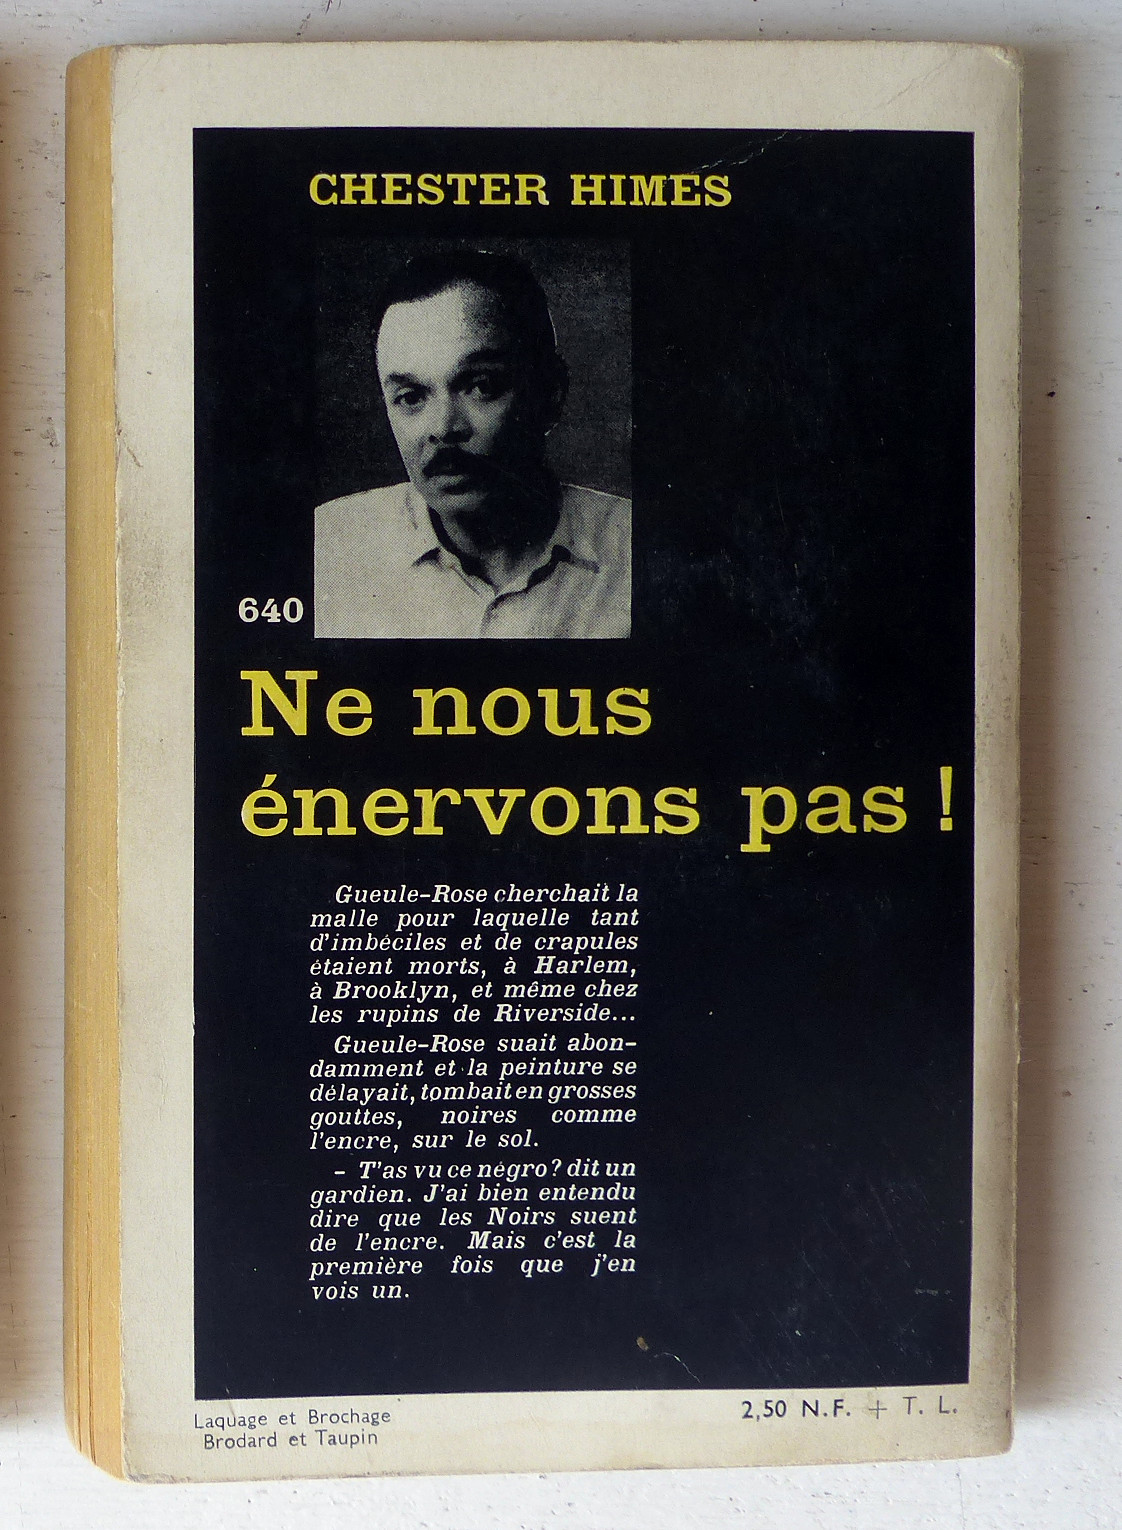 CHESTER HIMES
640
Ne nous
énervons pas !
Gueule-Rose cherchait la
malle pour laquelle tant
d'imbéciles et de crapules
étaient morts, à Harlem,
à Brooklyn, et même chez
les rupins de Riverside...
Gueule-Rose suait abon-
damment et la peinture se
délayait, tombait en grosses
gouttes, noires comme
l'encre, sur le sol.
– T'as vu ce négro ? dit un
gardien. J'ai bien entendu
dire que les Noirs suent
de l'encre. Mais c'est la
première fois que j'en
vois un.
Laquage et Brochage
Brodard et Taupin
2,50 N.F. + T. L.